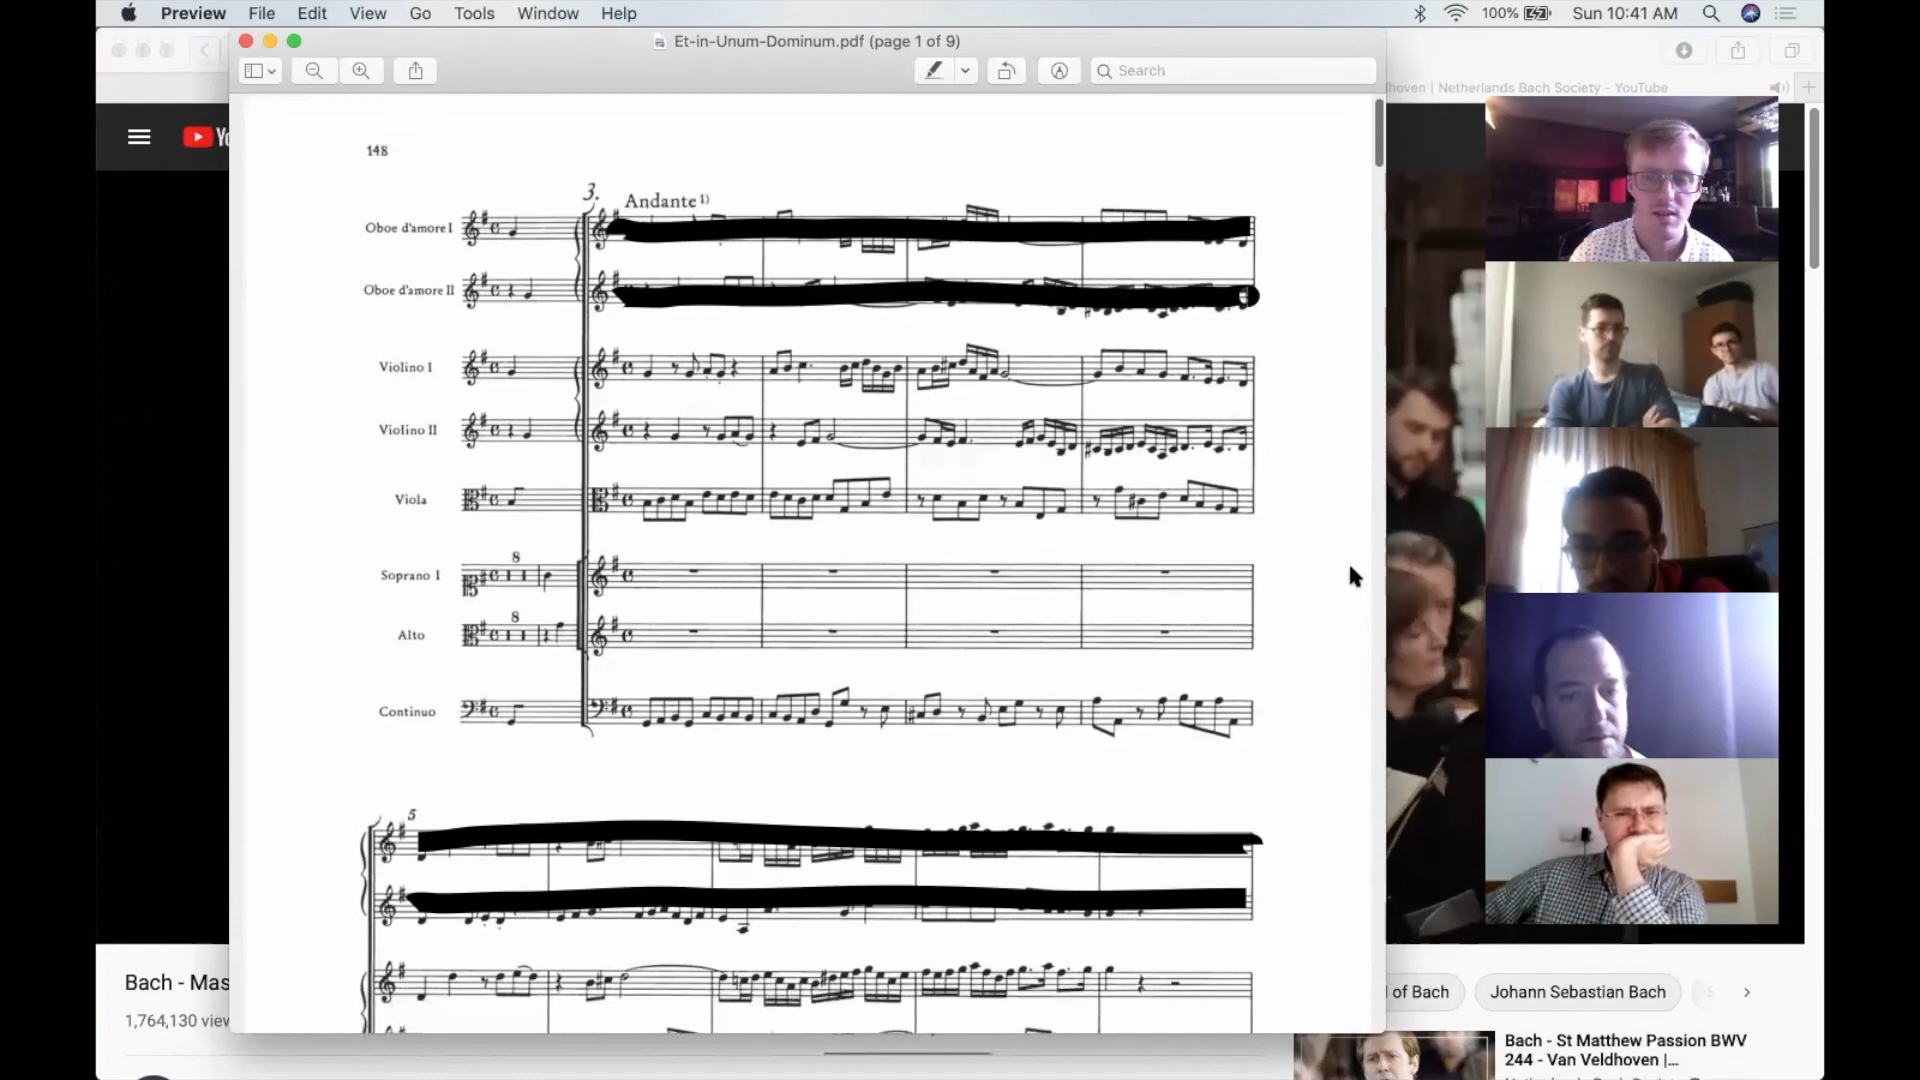 Preview File Edit View Go Tools Window Help 100% Sun 10:41 AM
Et-in-Unum-Dominum.pdf (page 1 of 9)
Search
hoven | Netherlands Bach Society - YouTube
148
3.
Andante 1)
Oboe d'amore I
Oboe d'amore II
Violino I
Violino II
Viola
8
Soprano I
8
Alto
Continuo
5
Bach - Mas
1,764,130 view
l of Bach
Johann Sebastian Bach
Bach - St Matthew Passion BWV
244 - Van Veldhoven |...